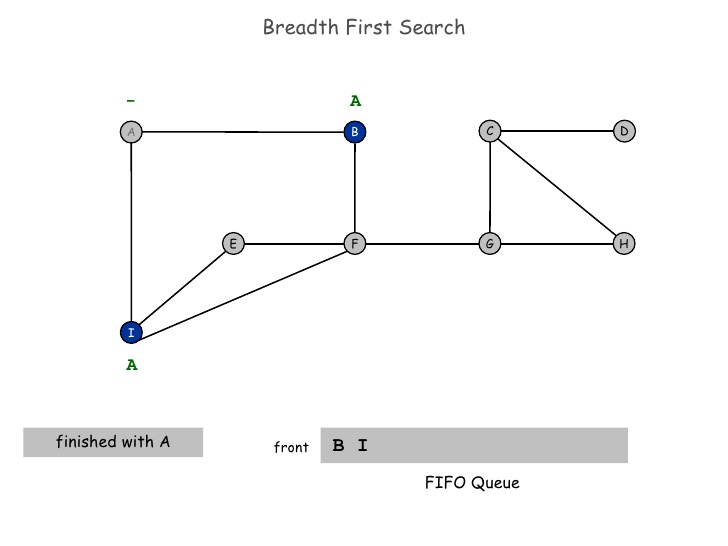 Breadth First Search
- A
A B C D
E F G H
I
A
finished with A
front B I
FIFO Queue